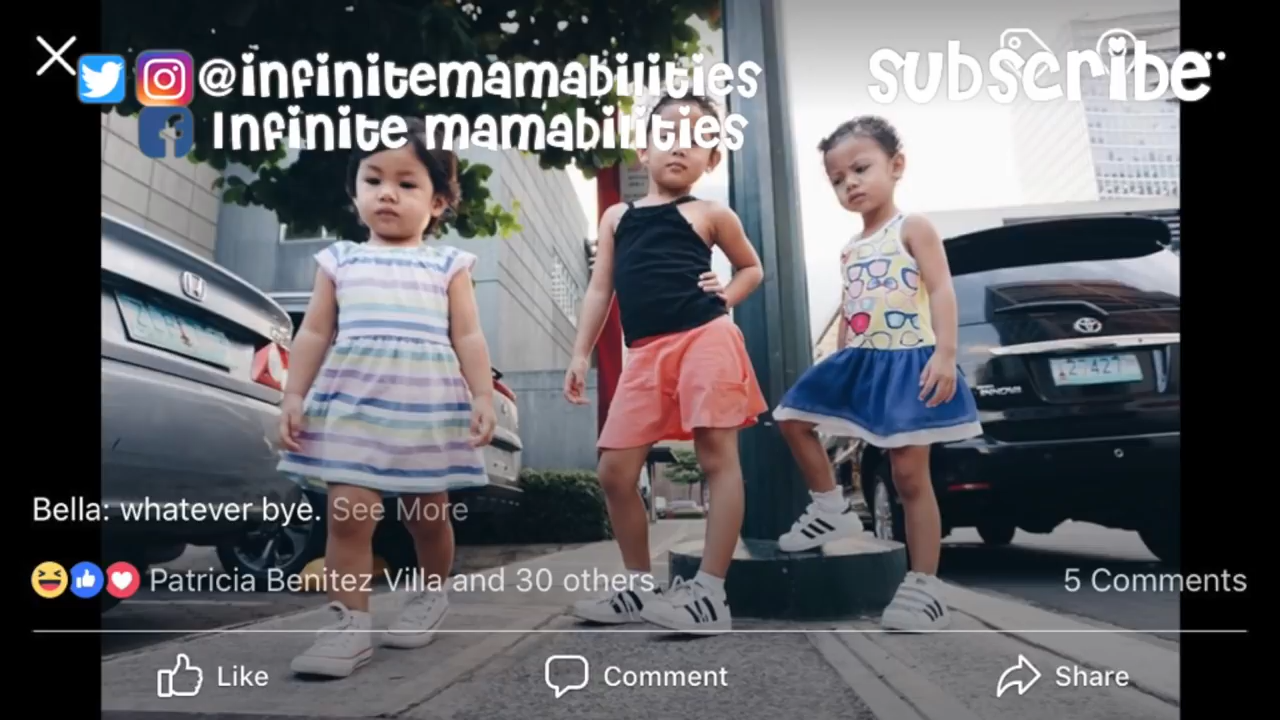 @infinitemamabilities
Infinite mamabilities
subscribe
Bella: whatever bye. See More
Patricia Benitez Villa and 30 others
5 Comments
Like
Comment
Share